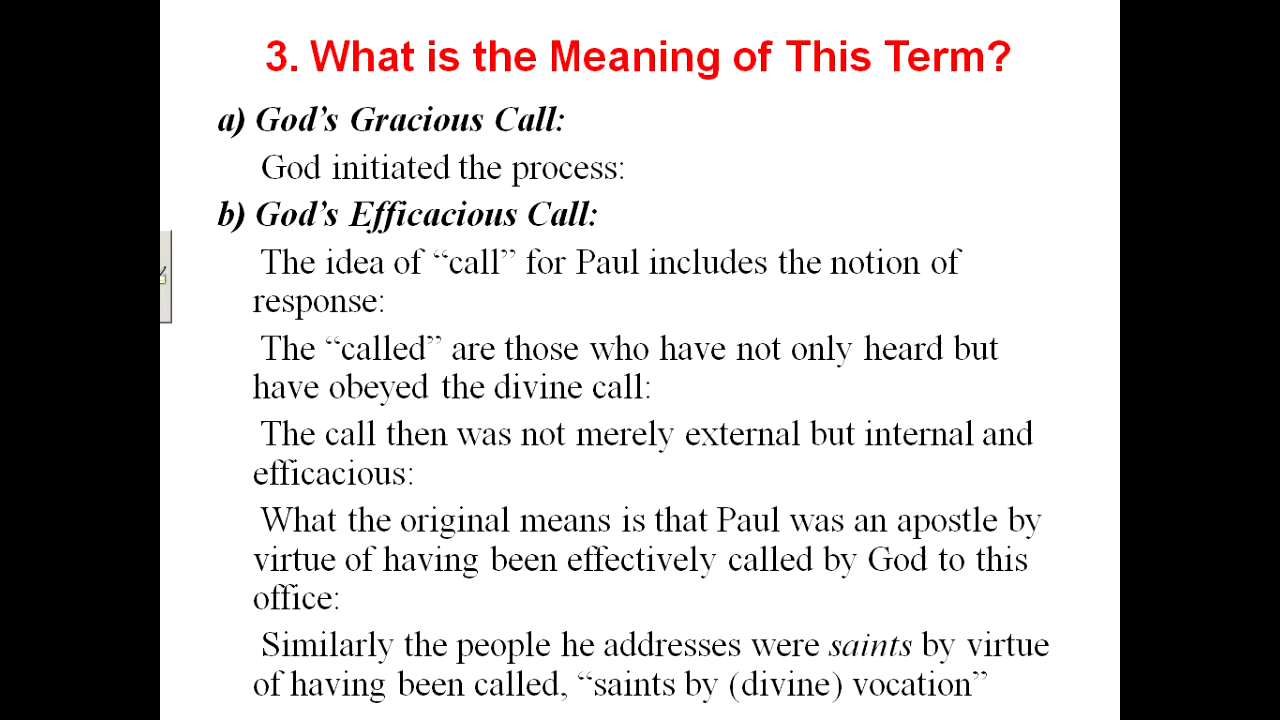 3. What is the Meaning of This Term?
a) God’s Gracious Call:
God initiated the process:
b) God’s Efficacious Call:
The idea of “call” for Paul includes the notion of
response:
The “called” are those who have not only heard but
have obeyed the divine call:
The call then was not merely external but internal and
efficacious:
What the original means is that Paul was an apostle by
virtue of having been effectively called by God to this
office:
Similarly the people he addresses were saints by virtue
of having been called, “saints by (divine) vocation”